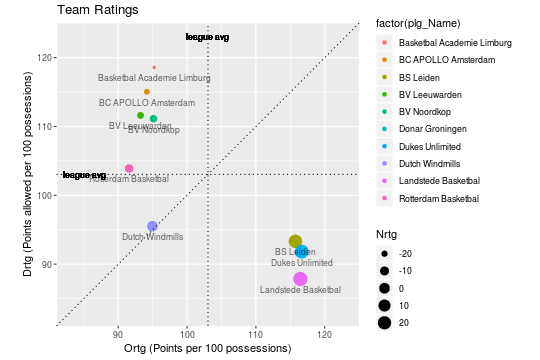 Team Ratings
Drtg (Points allowed per 100 possessions)
120
110
100
90
league avg
Basketbal Academie Limburg
BC APOLLO Amsterdam
BV Leeuwarden
BV Noordkop
league avg
Rotterdam Basketbal
Dutch Windmills
BS Leiden
Dukes Unlimited
Landstede Basketbal
90
100
110
120
Ortg (Points per 100 possessions)
factor(plg_Name)
Basketbal Academie Limburg
BC APOLLO Amsterdam
BS Leiden
BV Leeuwarden
BV Noordkop
Donar Groningen
Dukes Unlimited
Dutch Windmills
Landstede Basketbal
Rotterdam Basketbal
Nrtg
-20
-10
0
10
20